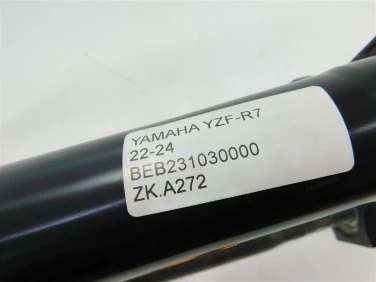 YAMAHA YZF-R7
22-24
BEB231030000
ZK.A272